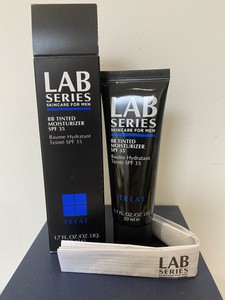 LAB
SERIES
SKINCARE FOR MEN
BB TINTED
MOISTURIZER
SPF 35
Baume Hydratant
Teinté SPF 35
TREAT
1.7 FL.OZ./OZ. LIQ.
LAB
SERIES
SKINCARE FOR MEN
BB TINTED
MOISTURIZER
SPF 35
Baume Hydratant
Teinté SPF 35
TREAT
1.7 FL.OZ./OZ. LIQ.
50 ml ℮
LAB
SERIES